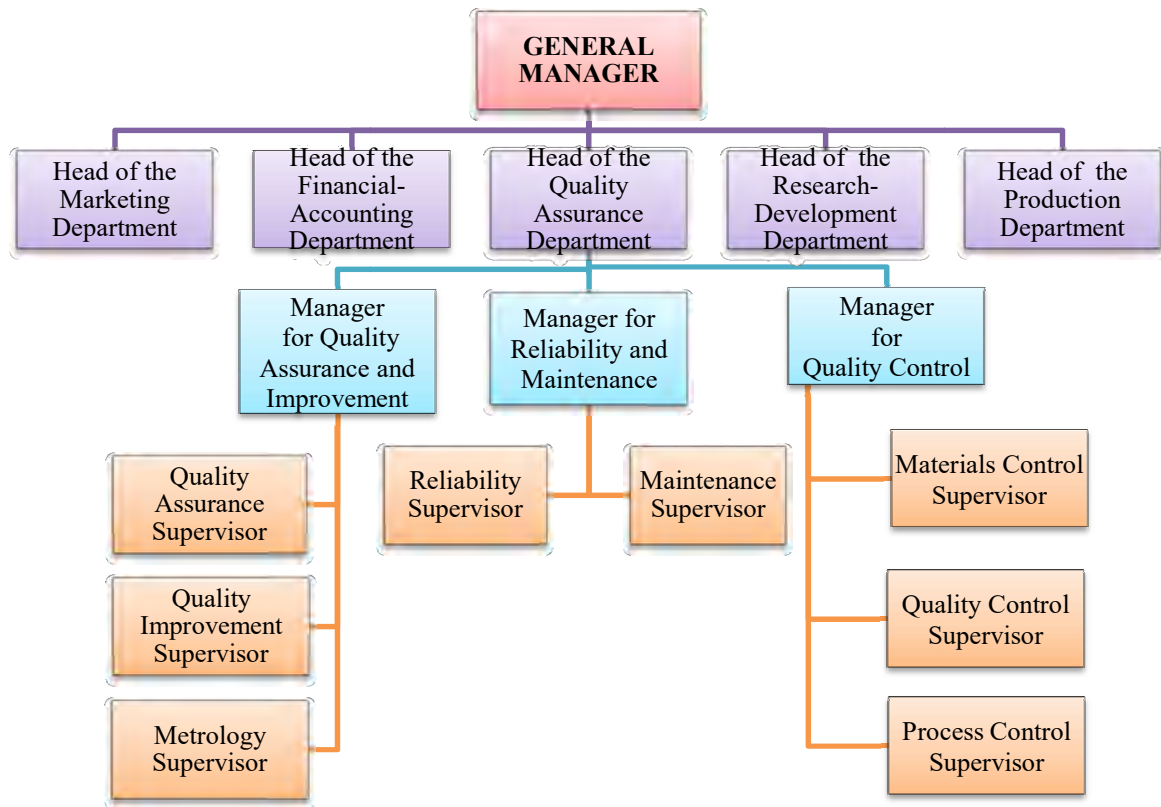 GENERAL
MANAGER
Head of the
Marketing
Department
Head of the
Financial-
Accounting
Department
Head of the
Quality
Assurance
Department
Head of the
Research-
Development
Department
Head of the
Production
Department
Manager
for Quality
Assurance and
Improvement
Manager for
Reliability and
Maintenance
Manager
for
Quality Control
Quality
Assurance
Supervisor
Quality
Improvement
Supervisor
Metrology
Supervisor
Reliability
Supervisor
Maintenance
Supervisor
Materials Control
Supervisor
Quality Control
Supervisor
Process Control
Supervisor